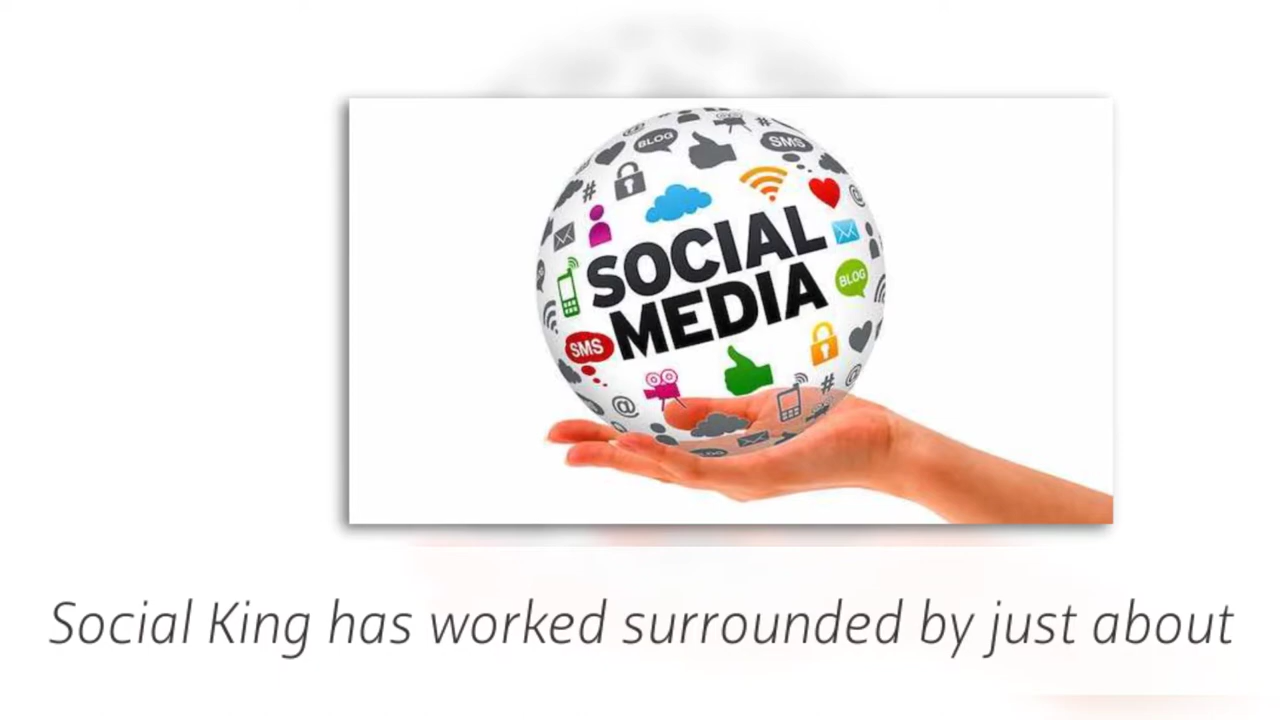 BLOG
SMS
#
@
#
@
SOCIAL
MEDIA
BLOG
SMS
@
#
@
Social King has worked surrounded by just about